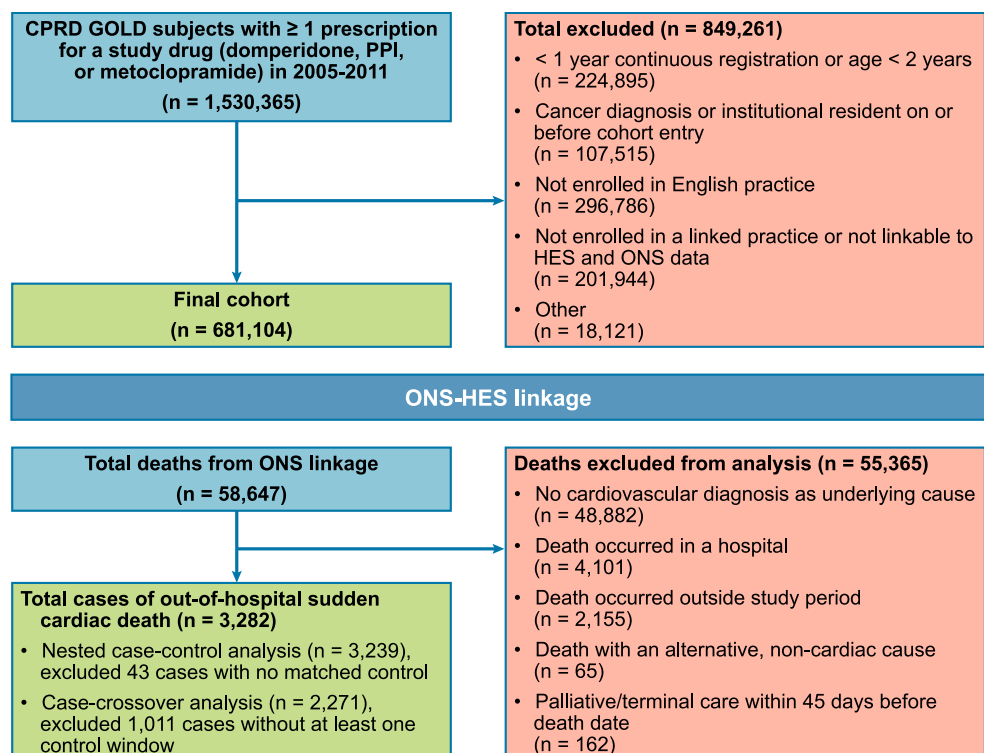 CPRD GOLD subjects with ≥ 1 prescription
for a study drug (domperidone, PPI,
or metoclopramide) in 2005-2011
(n = 1,530,365)
Total excluded (n = 849,261)
• < 1 year continuous registration or age < 2 years
(n = 224,895)
• Cancer diagnosis or institutional resident on or
before cohort entry
(n = 107,515)
• Not enrolled in English practice
(n = 296,786)
• Not enrolled in a linked practice or not linkable to
HES and ONS data
(n = 201,944)
• Other
(n = 18,121)
Final cohort
(n = 681,104)
ONS-HES linkage
Total deaths from ONS linkage
(n = 58,647)
Deaths excluded from analysis (n = 55,365)
• No cardiovascular diagnosis as underlying cause
(n = 48,882)
• Death occurred in a hospital
(n = 4,101)
• Death occurred outside study period
(n = 2,155)
• Death with an alternative, non-cardiac cause
(n = 65)
• Palliative/terminal care within 45 days before
death date
(n = 162)
Total cases of out-of-hospital sudden
cardiac death (n = 3,282)
• Nested case-control analysis (n = 3,239),
excluded 43 cases with no matched control
• Case-crossover analysis (n = 2,271),
excluded 1,011 cases without at least one
control window